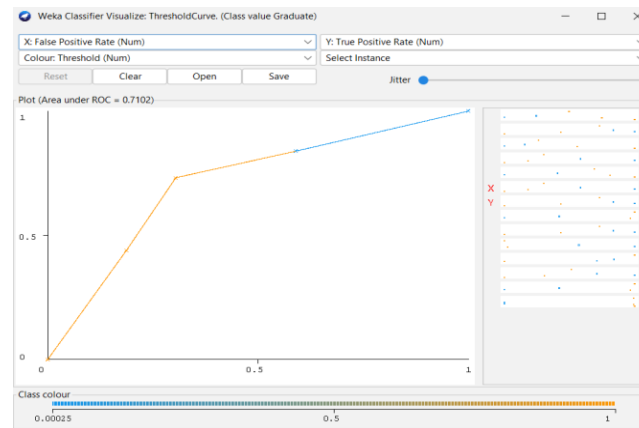 Weka Classifier Visualize: ThresholdCurve. (Class value Graduate)
X: False Positive Rate (Num)
Y: True Positive Rate (Num)
Colour: Threshold (Num)
Select Instance
Reset
Clear
Open
Save
Jitter
Plot (Area under ROC = 0.7102)
1
0.5
0
0
0.5
1
X
Y
Class colour
0.00025
0.5
1